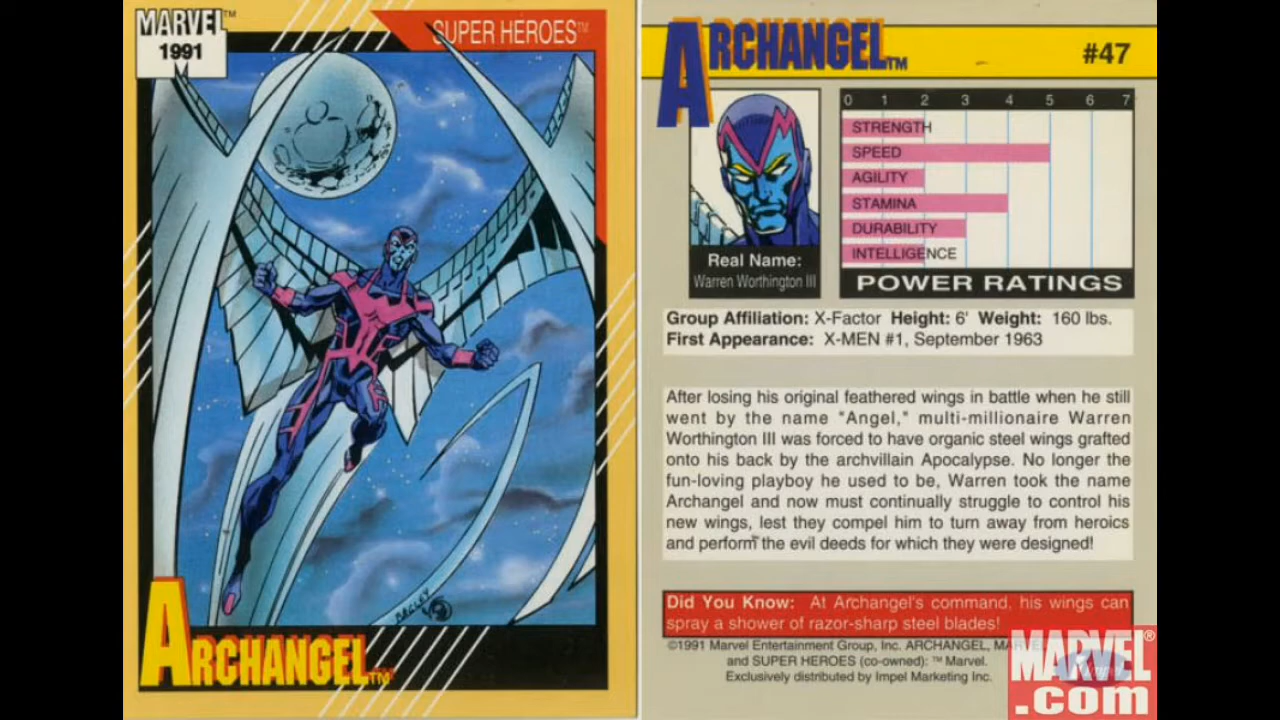 MARVEL™
1991
SUPER HEROES™
BAGLEY
ARCHANGEL™
ARCHANGEL™
#47
0 1 2 3 4 5 6 7
STRENGTH
SPEED
AGILITY
STAMINA
DURABILITY
INTELLIGENCE
POWER RATINGS
Real Name:
Warren Worthington III
Group Affiliation: X-Factor Height: 6' Weight: 160 lbs.
First Appearance: X-MEN #1, September 1963
After losing his original feathered wings in battle when he still
went by the name "Angel," multi-millionaire Warren
Worthington III was forced to have organic steel wings grafted
onto his back by the archvillain Apocalypse. No longer the
fun-loving playboy he used to be, Warren took the name
Archangel and now must continually struggle to control his
new wings, lest they compel him to turn away from heroics
and perform the evil deeds for which they were designed!
Did You Know: At Archangel's command, his wings can
spray a shower of razor-sharp steel blades!
©1991 Marvel Entertainment Group, Inc. ARCHANGEL,
and SUPER HEROES (co-owned): ™ Marvel.
Exclusively distributed by Impel Marketing Inc.
MARVEL®
.com